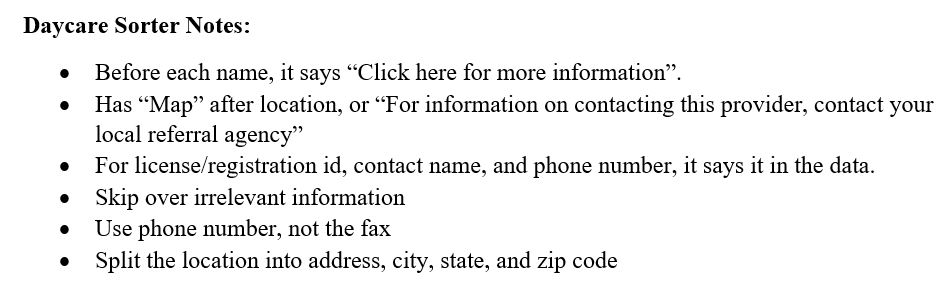 Daycare Sorter Notes:
• Before each name, it says “Click here for more information”.
• Has “Map” after location, or “For information on contacting this provider, contact your
local referral agency”
• For license/registration id, contact name, and phone number, it says it in the data.
• Skip over irrelevant information
• Use phone number, not the fax
• Split the location into address, city, state, and zip code